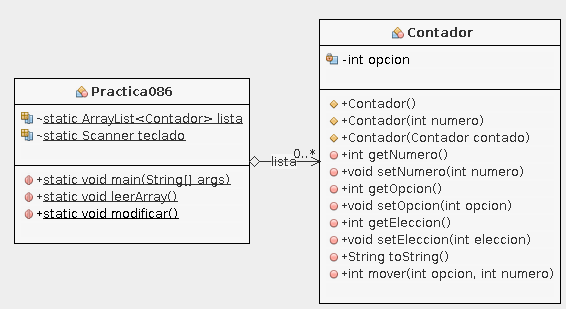 Practica086
~static ArrayList<Contador> lista
~static Scanner teclado
+static void main(String[] args)
+static void leerArray()
+static void modificar()
lista
0..*
Contador
-int opcion
+Contador()
+Contador(int numero)
+Contador(Contador contado)
+int getNumero()
+void setNumero(int numero)
+int getOpcion()
+void setOpcion(int opcion)
+int getEleccion()
+void setEleccion(int eleccion)
+String toString()
+int mover(int opcion, int numero)